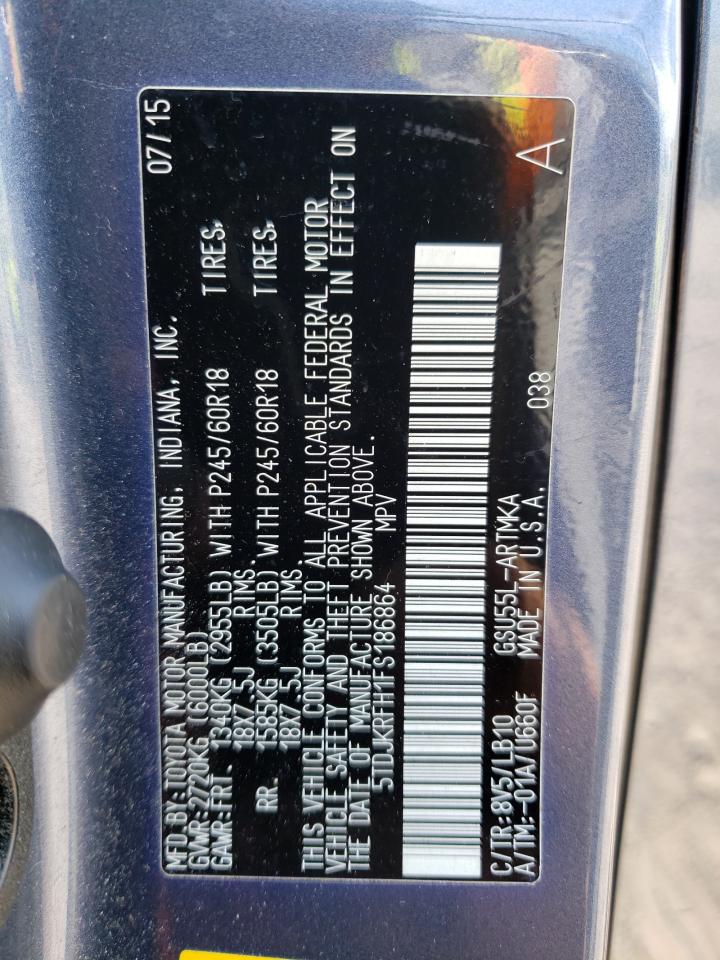 MFD.BY:TOYOTA MOTOR MANUFACTURING, INDIANA, INC. 07/15
GVWR:2720KG (6000LB)
GAWR:FRT. 1340KG (2955LB) WITH P245/60R18 TIRES,
18X7.5J RIMS
RR. 1585KG (3505LB) WITH P245/60R18 TIRES,
18X7.5J RIMS.
THIS VEHICLE CONFORMS TO ALL APPLICABLE FEDERAL MOTOR
VEHICLE SAFETY AND THEFT PREVENTION STANDARDS IN EFFECT ON
THE DATE OF MANUFACTURE SHOWN ABOVE.
5TDJKRFH1FS186864 MPV
C/TR:8V5/LB10 GSU55L-ARTMKA 038 A
A/TM:-01A/U660F MADE IN U.S.A.